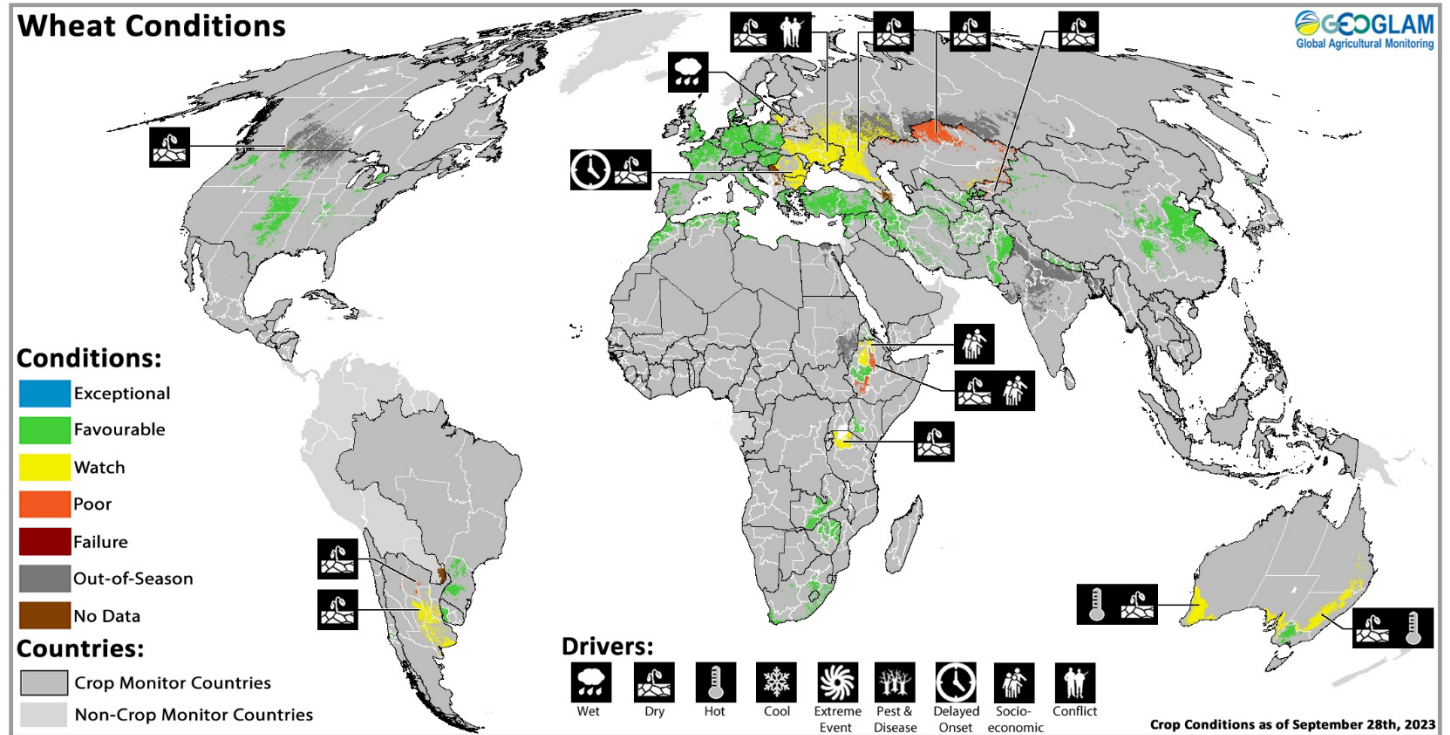 Wheat Conditions
GEOGLAM
Global Agricultural Monitoring
Conditions:
Exceptional
Favourable
Watch
Poor
Failure
Out-of-Season
No Data
Countries:
Crop Monitor Countries
Non-Crop Monitor Countries
Drivers:
Wet
Dry
Hot
Cool
Extreme
Event
Pest &
Disease
Delayed
Onset
Socio-
economic
Conflict
Crop Conditions as of September 28th, 2023